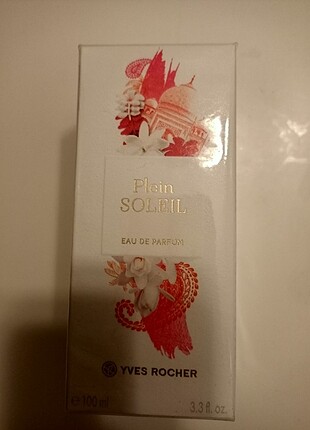 Plein
SOLEIL
EAU DE PARFUM
YVES ROCHER
℮ 100 ml 3.3 fl. oz.